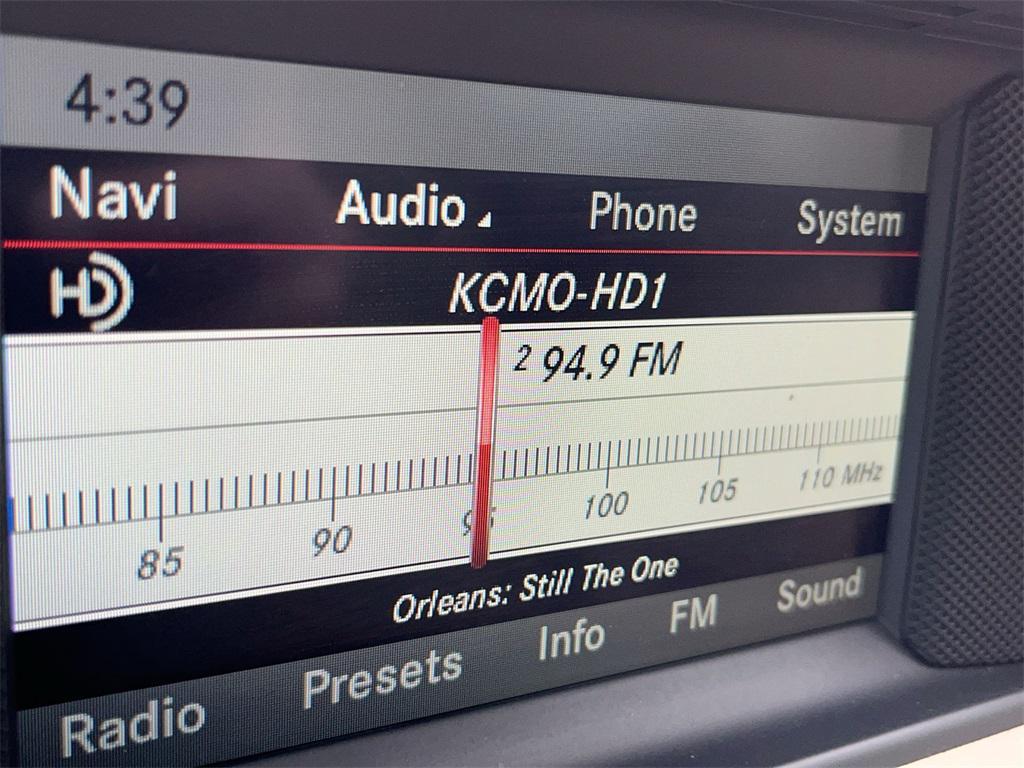 4:39
Navi Audio Phone System
HD KCMO-HD1
2 94.9 FM
85 90 95 100 105 110 MHz
Orleans: Still The One
Radio Presets Info FM Sound